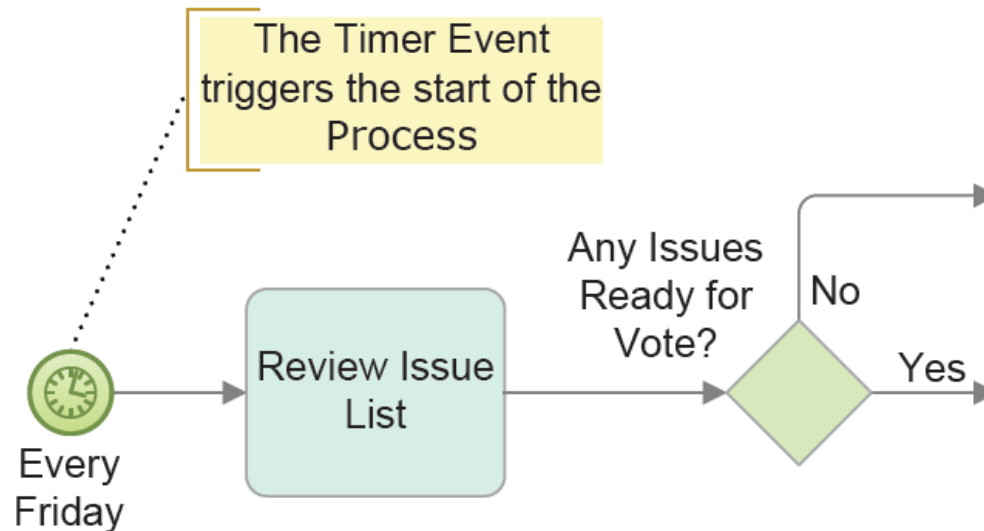 The Timer Event
triggers the start of the
Process
Any Issues
Ready for
Vote?
No
Yes
Review Issue
List
Every
Friday